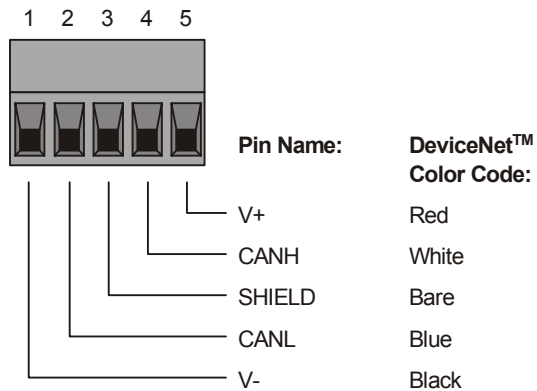 1 2 3 4 5
Pin Name: DeviceNet™
Color Code:
V+ Red
CANH White
SHIELD Bare
CANL Blue
V- Black